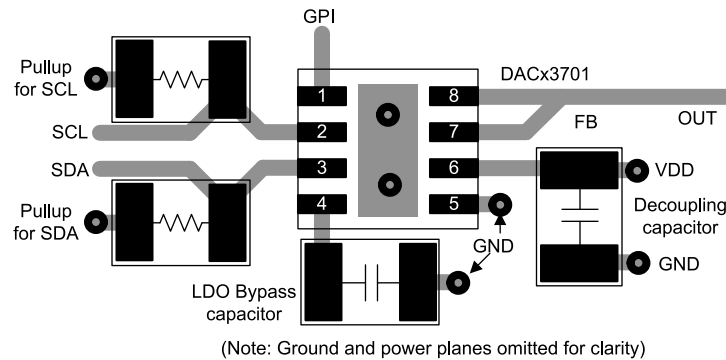 GPI
Pullup
for SCL
SCL
SDA
Pullup
for SDA
1
2
3
4
8
7
6
5
DACx3701
FB
OUT
VDD
Decoupling
capacitor
GND
GND
LDO Bypass
capacitor
(Note: Ground and power planes omitted for clarity)